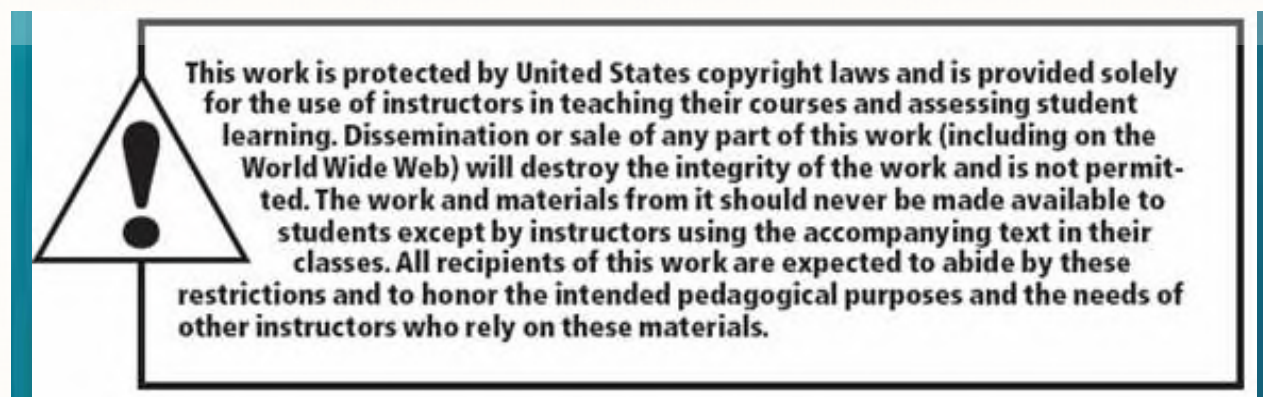 This work is protected by United States copyright laws and is provided solely
for the use of instructors in teaching their courses and assessing student
learning. Dissemination or sale of any part of this work (including on the
World Wide Web) will destroy the integrity of the work and is not permit-
ted. The work and materials from it should never be made available to
students except by instructors using the accompanying text in their
classes. All recipients of this work are expected to abide by these
restrictions and to honor the intended pedagogical purposes and the needs of
other instructors who rely on these materials.